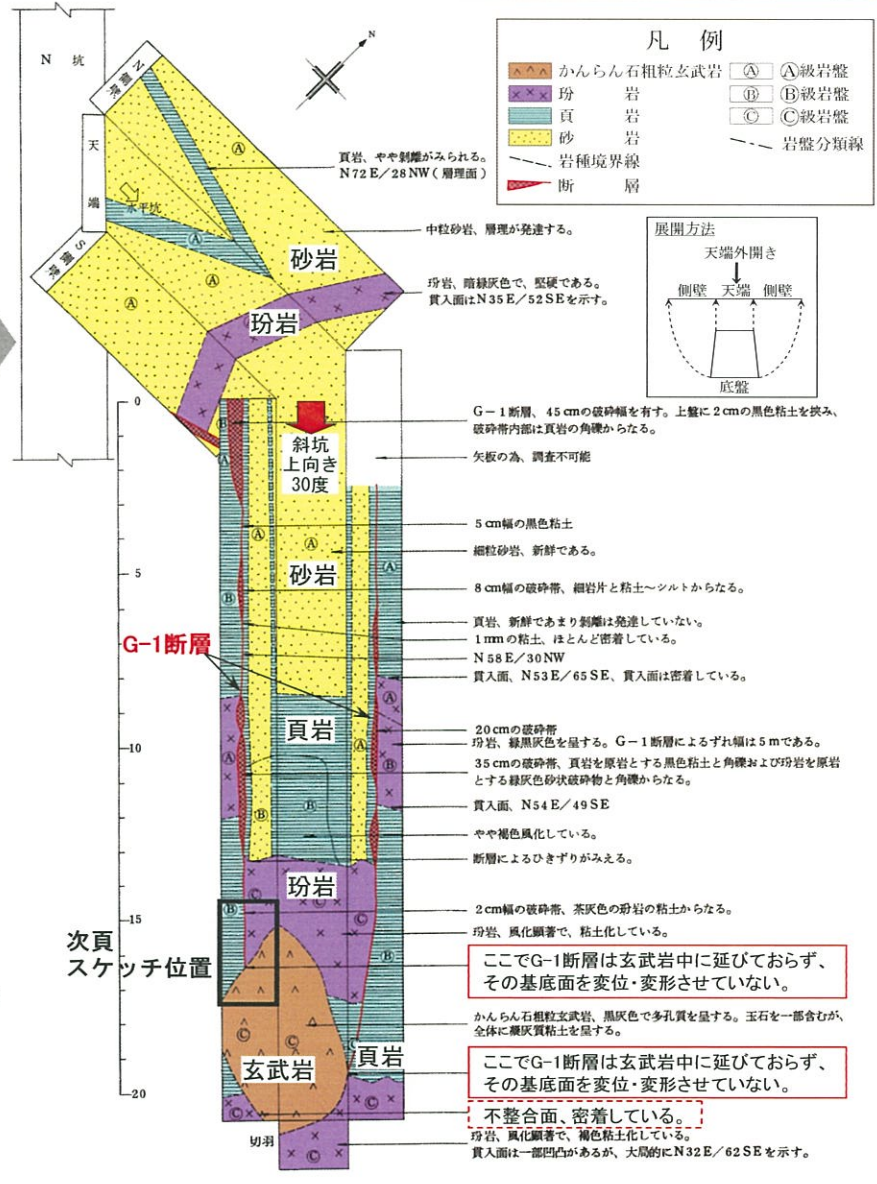 N 坑
N側壁
天端
S側壁
水平坑
N
凡 例
かんらん石粗粒玄武岩
玢 岩
頁 岩
砂 岩
岩種境界線
断 層
Ⓐ Ⓐ級岩盤
Ⓑ Ⓑ級岩盤
Ⓒ Ⓒ級岩盤
岩盤分類線
展開方法
天端外開き
側壁 天端 側壁
底盤
頁岩、やや剝離がみられる。
N72E/28NW(層理面)
中粒砂岩、層理が発達する。
玢岩、暗緑灰色で、堅硬である。
貫入面はN35E/52SEを示す。
砂岩
玢岩
G-1断層、45cmの破砕幅を有す。上盤に2cmの黒色粘土を挟み、
破砕帯内部は頁岩の角礫からなる。
矢板の為、調査不可能
斜坑
上向き
30度
5cm幅の黒色粘土
細粒砂岩、新鮮である。
砂岩
8cm幅の破砕帯、細岩片と粘土~シルトからなる。
頁岩、新鮮であまり剝離は発達していない。
1mmの粘土、ほとんど密着している。
N58E/30NW
貫入面、N53E/65SE、貫入面は密着している。
G-1断層
頁岩
20cmの破砕帯
玢岩、緑黒灰色を呈する。G-1断層によるずれ幅は5mである。
35cmの破砕帯、頁岩を原岩とする黒色粘土と角礫および玢岩を原岩
とする緑灰色砂状破砕物と角礫からなる。
貫入面、N54E/49SE
やや褐色風化している。
断層によるひきずりがみえる。
玢岩
2cm幅の破砕帯、茶灰色の玢岩の粘土からなる。
玢岩、風化顕著で、粘土化している。
次頁
スケッチ位置
ここでG-1断層は玄武岩中に延びておらず、
その基底面を変位・変形させていない。
かんらん石粗粒玄武岩、黒灰色で多孔質を呈する。玉石を一部含むが、
全体に凝灰質粘土を呈する。
玄武岩
頁岩
ここでG-1断層は玄武岩中に延びておらず、
その基底面を変位・変形させていない。
不整合面、密着している。
切羽
玢岩、風化顕著で、褐色粘土化している。
貫入面は一部凹凸があるが、大局的にN32E/62SEを示す。
0
5
10
15
20